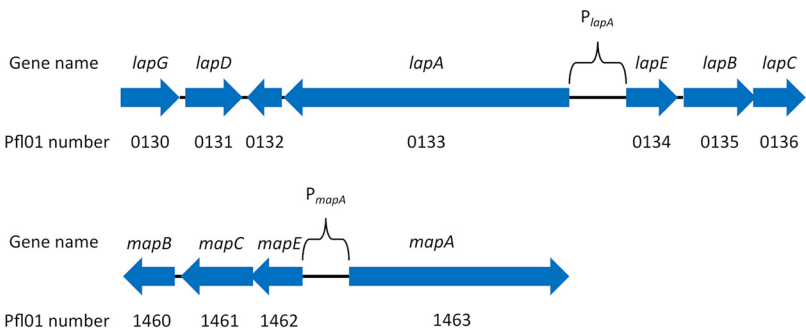 PlapA
Gene name lapG lapD lapA lapE lapB lapC
Pfl01 number 0130 0131 0132 0133 0134 0135 0136
PmapA
Gene name mapB mapC mapE mapA
Pfl01 number 1460 1461 1462 1463